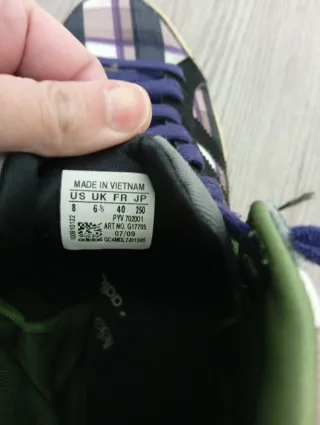 MADE IN VIETNAM
US UK FR JP
8 6½ 40 250
PYV 702001
ART NO. G17705
07/09